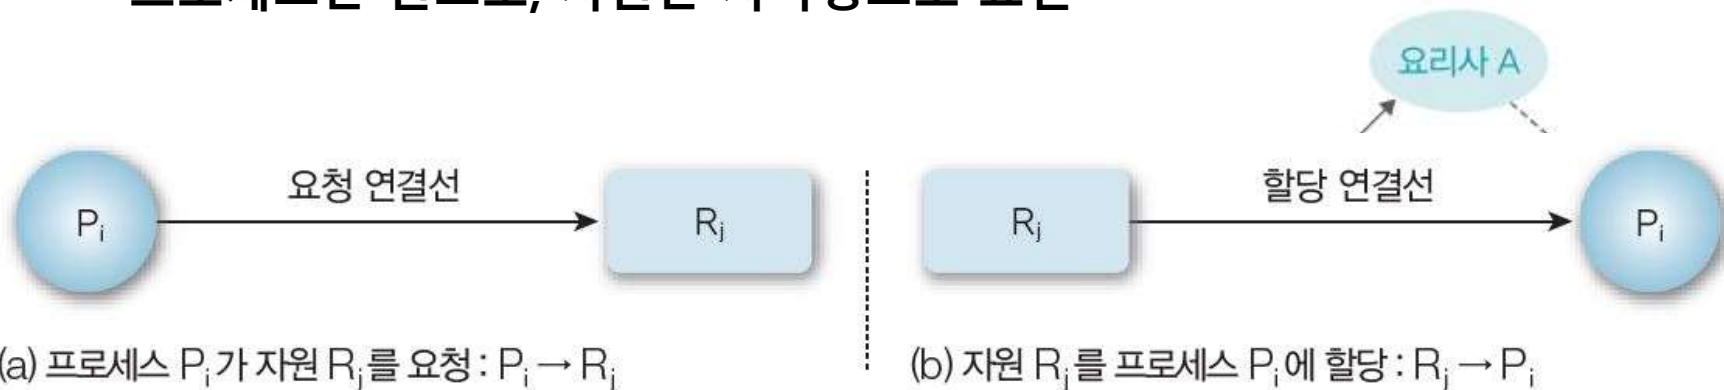 요리사 A
요청 연결선
할당 연결선
Pi
Rj
Rj
Pi
(a) 프로세스 Pi가 자원 Rj를 요청 : Pi → Rj
(b) 자원 Rj를 프로세스 Pi에 할당 : Rj → Pi